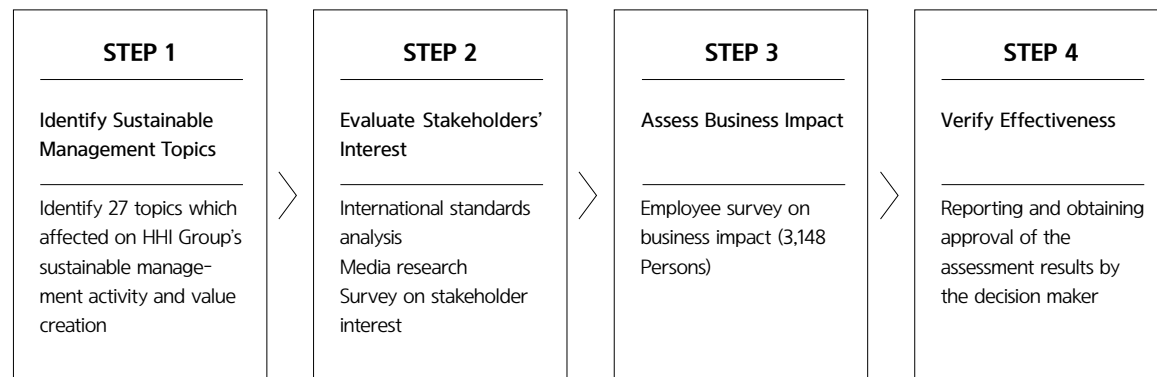 STEP 1
Identify Sustainable
Management Topics
Identify 27 topics which
affected on HHI Group's
sustainable manage-
ment activity and value
creation
STEP 2
Evaluate Stakeholders'
Interest
International standards
analysis
Media research
Survey on stakeholder
interest
STEP 3
Assess Business Impact
Employee survey on
business impact (3,148
Persons)
STEP 4
Verify Effectiveness
Reporting and obtaining
approval of the
assessment results by
the decision maker